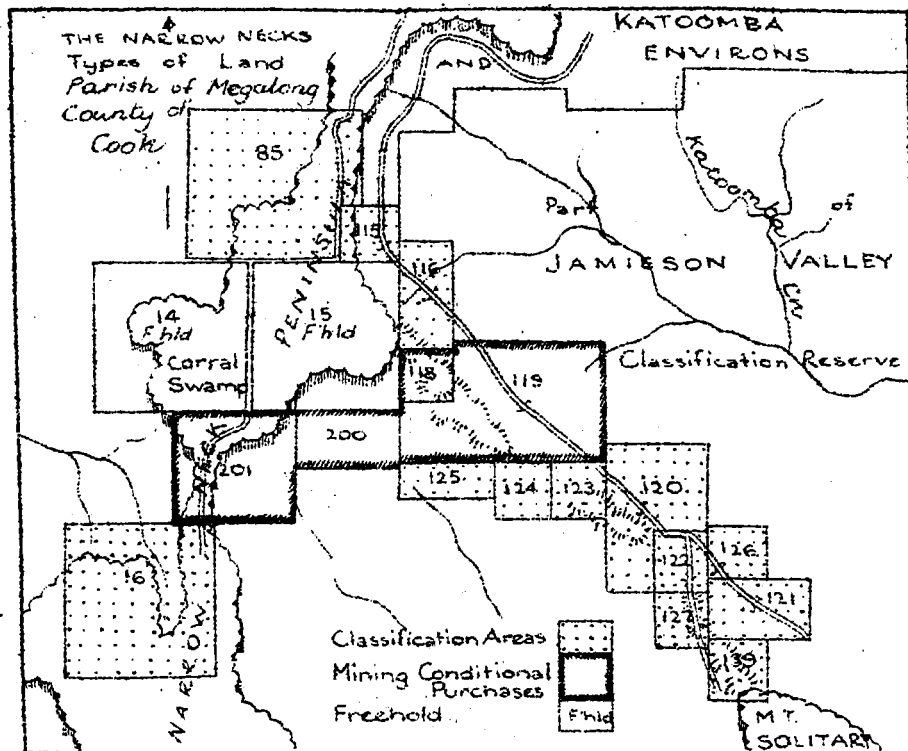 THE NARROW NECKS
Types of Land
Parish of Megalong
County of
Cook
KATOOMBA
AND ENVIRONS
85
115
116
Part of
JAMIESON VALLEY
Katoomba
Classification Reserve
PENINSULA
14
F'hld
15
F'hld
Corral
Swamp
118
119
200
201
NECK
125
124
123
120
16
122
126
127
121
139
NARROW
Classification Areas
Mining Conditional
Purchases
Freehold
F'hld
MT.
SOLITARY